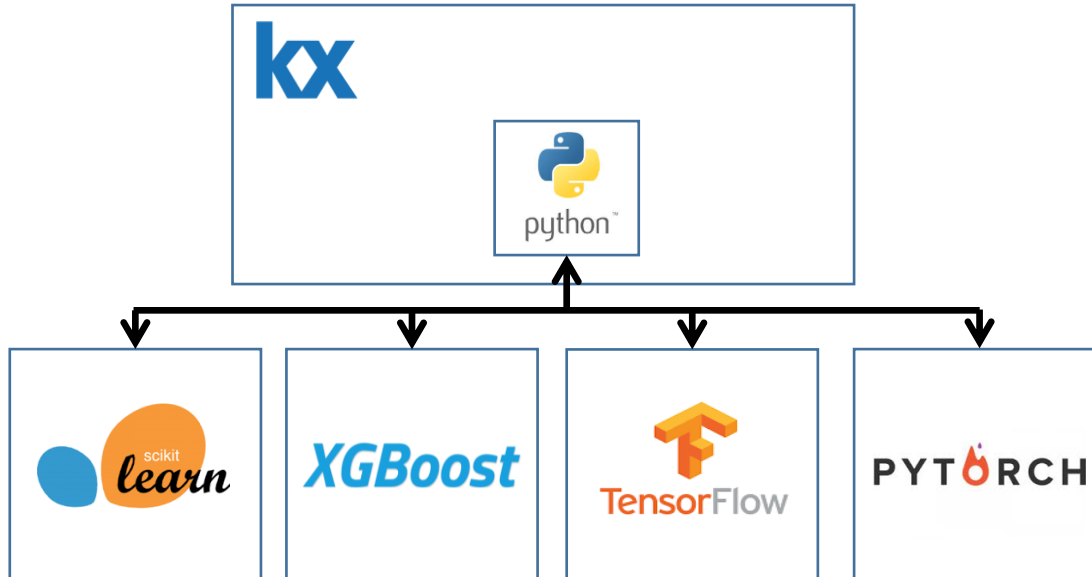 kx
python™
scikit
learn
XGBoost
TensorFlow
PYTORCH